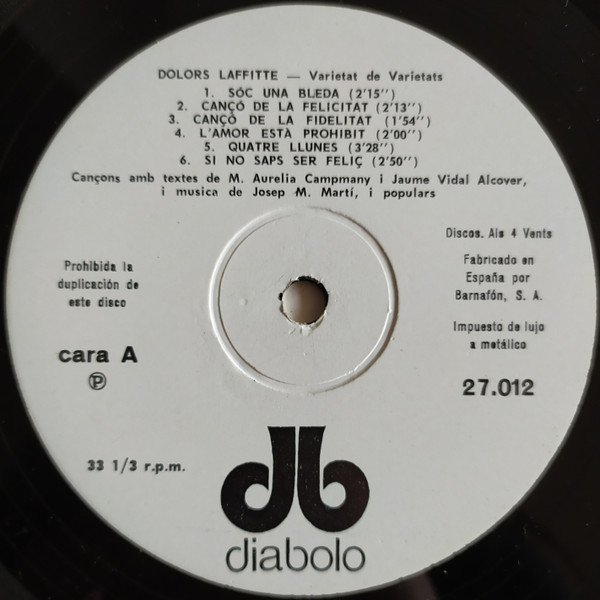 DOLORS LAFFITTE — Varietat de Varietats
1. SÓC UNA BLEDA (2'15'')
2. CANÇÓ DE LA FELICITAT (2'13'')
3. CANÇÓ DE LA FIDELITAT (1'54'')
4. L'AMOR ESTÀ PROHIBIT (2'00'')
5. QUATRE LLUNES (3'28'')
6. SI NO SAPS SER FELIÇ (2'50'')
Cançons amb textes de M. Aurelia Campmany i Jaume Vidal Alcover,
i musica de Josep M. Martí, i populars
Discos. Als 4 Vents
Prohibida la
duplicación de
este disco
Fabricado en
España por
Barnafón, S. A.
Impuesto de lujo
a metálico
cara A
℗
27.012
33 1/3 r.p.m.
db
diabolo